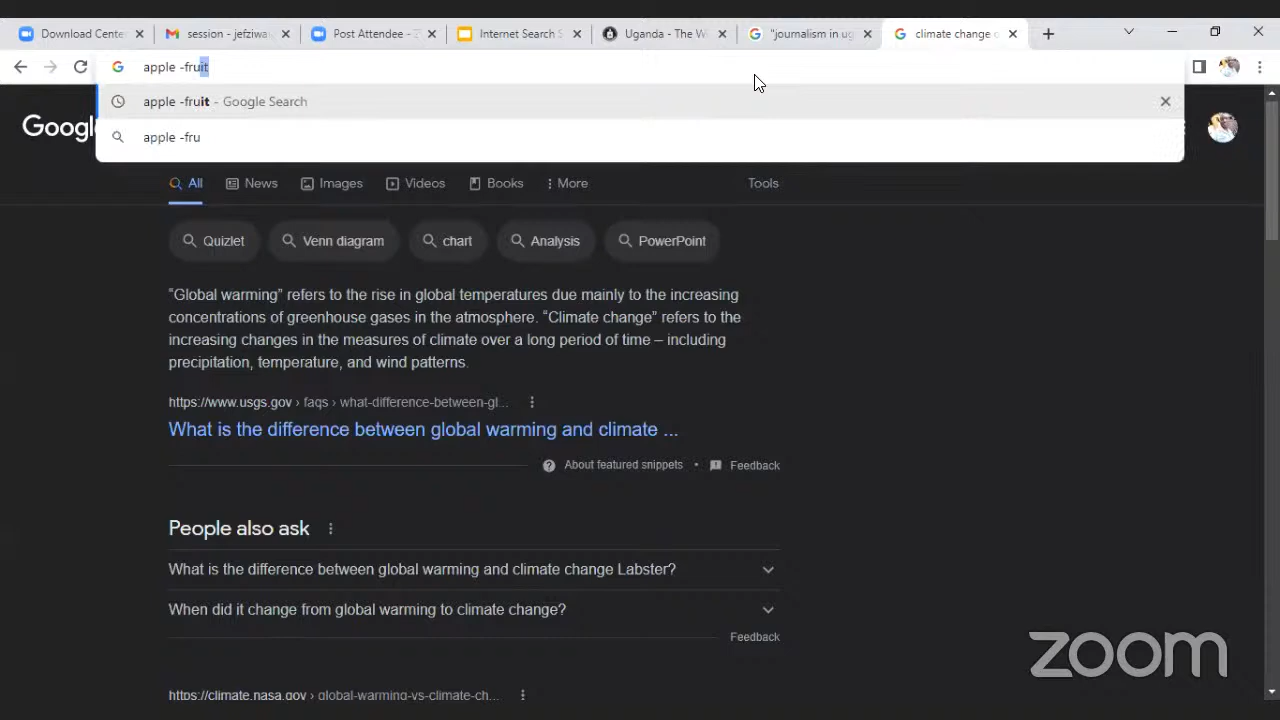 Download Cente
session - jefziwa
Post Attendee - Z
Internet Search S
Uganda - The W
"journalism in ug
climate change o
apple -fruit
apple -fruit - Google Search
apple -fru
Googl
All
News
Images
Videos
Books
More
Tools
Quizlet
Venn diagram
chart
Analysis
PowerPoint
"Global warming" refers to the rise in global temperatures due mainly to the increasing
concentrations of greenhouse gases in the atmosphere. "Climate change" refers to the
increasing changes in the measures of climate over a long period of time – including
precipitation, temperature, and wind patterns.
https://www.usgs.gov › faqs › what-difference-between-gl...
What is the difference between global warming and climate ...
About featured snippets • Feedback
People also ask
What is the difference between global warming and climate change Labster?
When did it change from global warming to climate change?
Feedback
https://climate.nasa.gov › global-warming-vs-climate-ch...
zoom